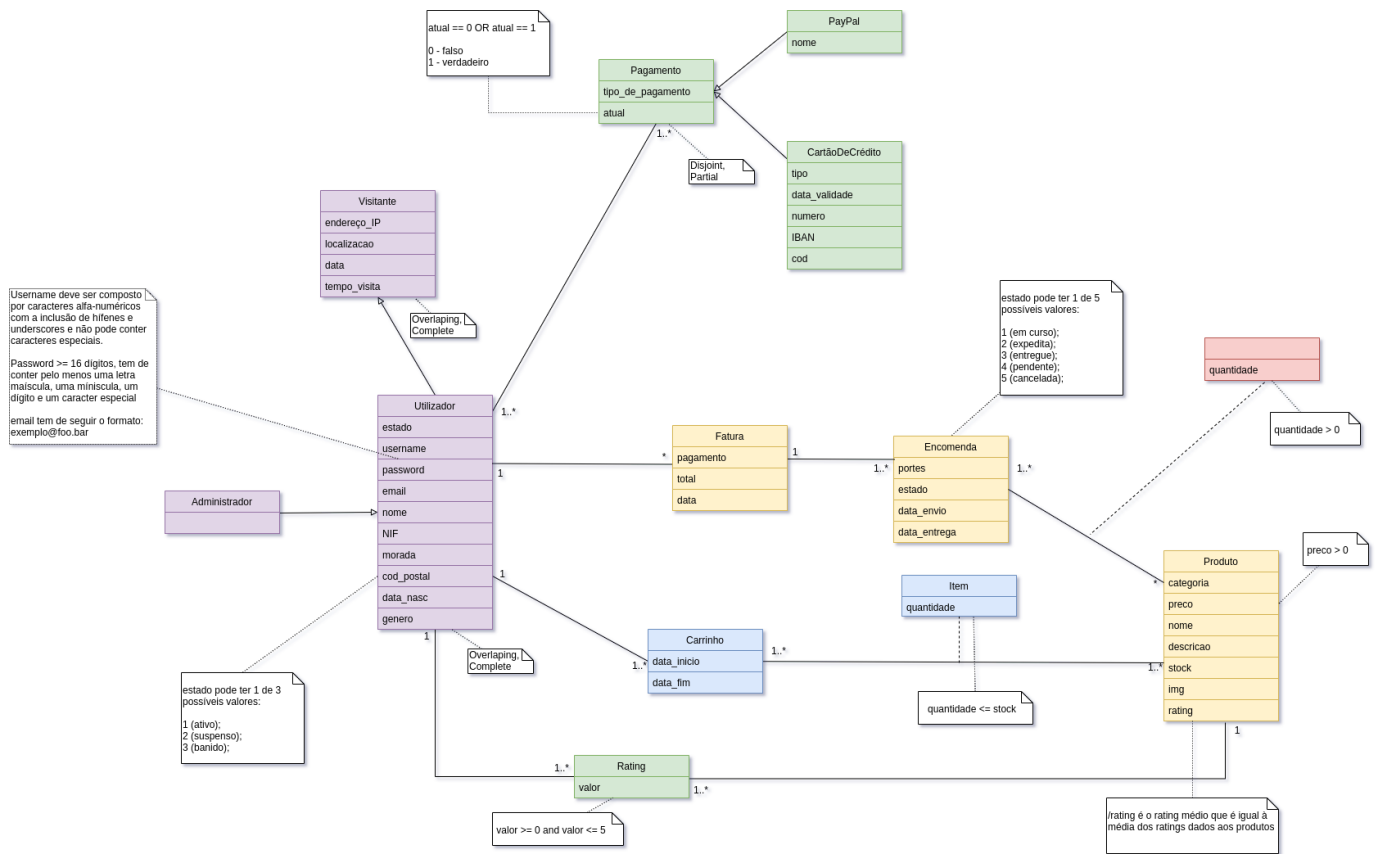 PayPal
nome
atual == 0 OR atual == 1
0 - falso
1 - verdadeiro
Pagamento
tipo_de_pagamento
atual
1..*
Disjoint,
Partial
CartãoDeCrédito
tipo
data_validade
numero
IBAN
cod
Visitante
endereço_IP
localizacao
data
tempo_visita
Overlaping,
Complete
Username deve ser composto
por caracteres alfa-numéricos
com a inclusão de hífenes e
underscores e não pode conter
caracteres especiais.
Password >= 16 dígitos, tem de
conter pelo menos uma letra
maíscula, uma míniscula, um
dígito e um caracter especial
email tem de seguir o formato:
exemplo@foo.bar
estado pode ter 1 de 5
possíveis valores:
1 (em curso);
2 (expedita);
3 (entregue);
4 (pendente);
5 (cancelada);
quantidade
quantidade > 0
Utilizador
estado
username
password
email
nome
NIF
morada
cod_postal
data_nasc
genero
1..*
1
*
Fatura
pagamento
total
data
1
1..*
Encomenda
portes
estado
data_envio
data_entrega
1..*
*
Administrador
preco > 0
Produto
categoria
preco
nome
descricao
stock
img
rating
Item
quantidade
1
1..*
Carrinho
data_inicio
data_fim
1..*
1..*
quantidade <= stock
1
Overlaping,
Complete
estado pode ter 1 de 3
possíveis valores:
1 (ativo);
2 (suspenso);
3 (banido);
1
1..*
Rating
valor
1..*
valor >= 0 and valor <= 5
/rating é o rating médio que é igual à
média dos ratings dados aos produtos